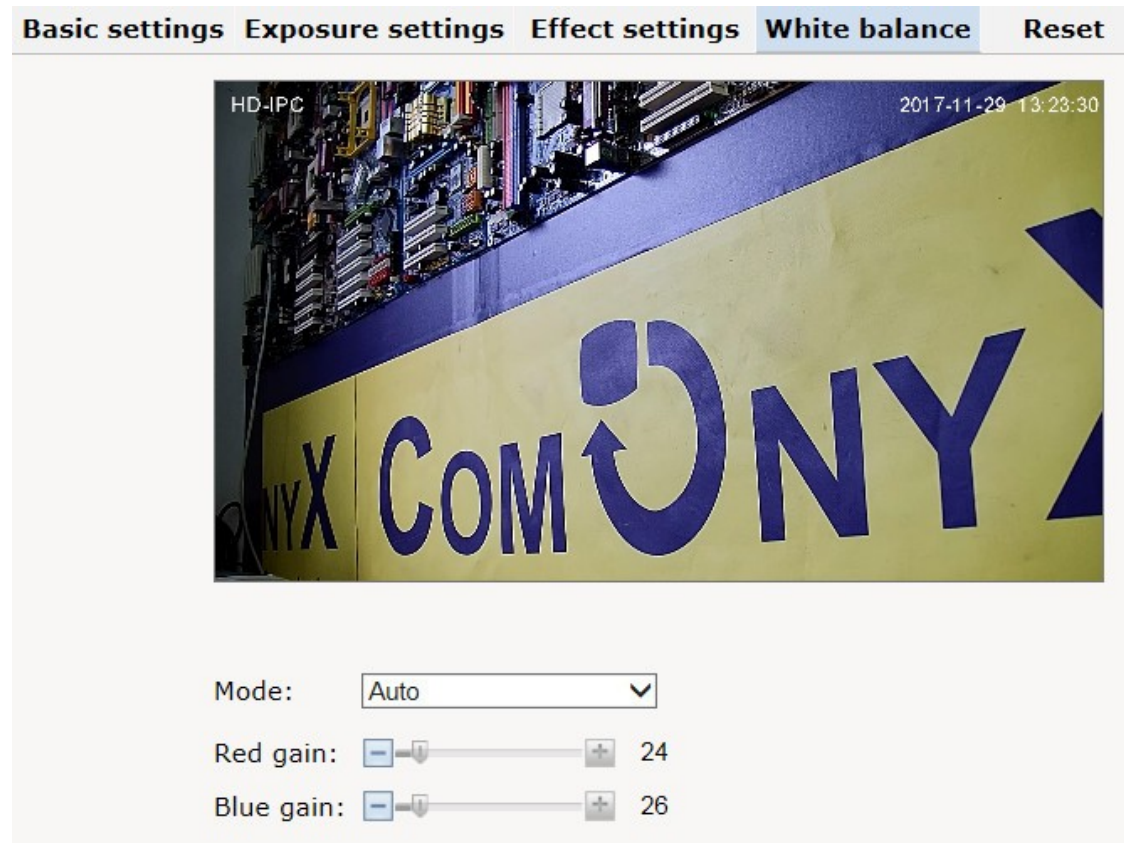 Basic settings Exposure settings Effect settings White balance Reset
HD-IPC 2017-11-29 13:23:30
NYX COMONYX
Mode: Auto
Red gain: 24
Blue gain: 26